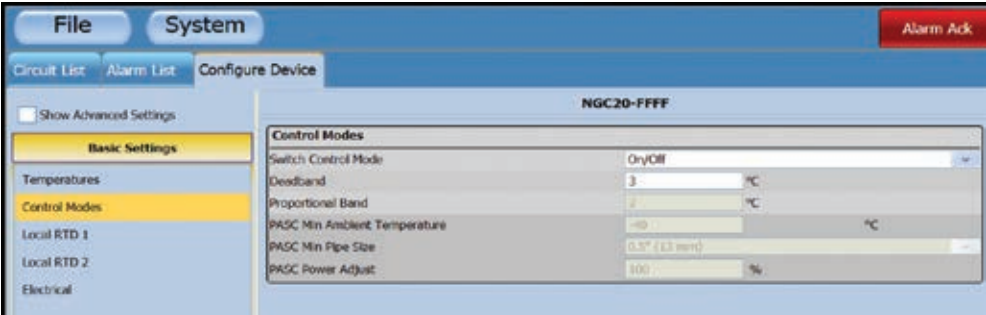 File System Alarm Ack
Circuit List Alarm List Configure Device
Show Advanced Settings
NGC20-FFFF
Basic Settings
Temperatures
Control Modes
Local RTD 1
Local RTD 2
Electrical
Control Modes
Switch Control Mode On/Off
Deadband 3 °C
Proportional Band 2 °C
PASC Min Ambient Temperature -40 °C
PASC Min Pipe Size 0.5" (13 mm)
PASC Power Adjust 100 %